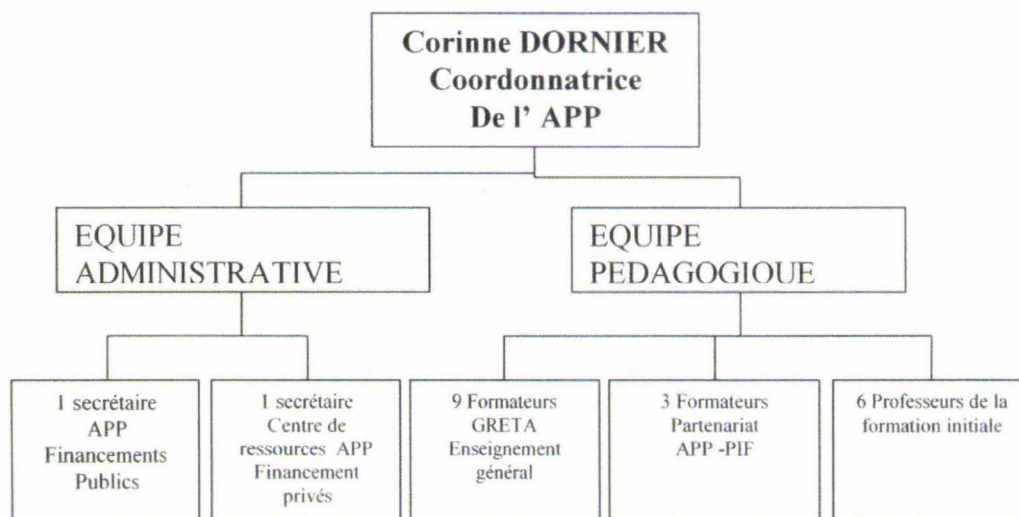 Corinne DORNIER
Coordonnatrice
De l' APP
EQUIPE
ADMINISTRATIVE
EQUIPE
PEDAGOGIQUE
1 secrétaire
APP
Financements
Publics
1 secrétaire
Centre de
ressources APP
Financement
privés
9 Formateurs
GRETA
Enseignement
général
3 Formateurs
Partenariat
APP -PIF
6 Professeurs de la
formation initiale